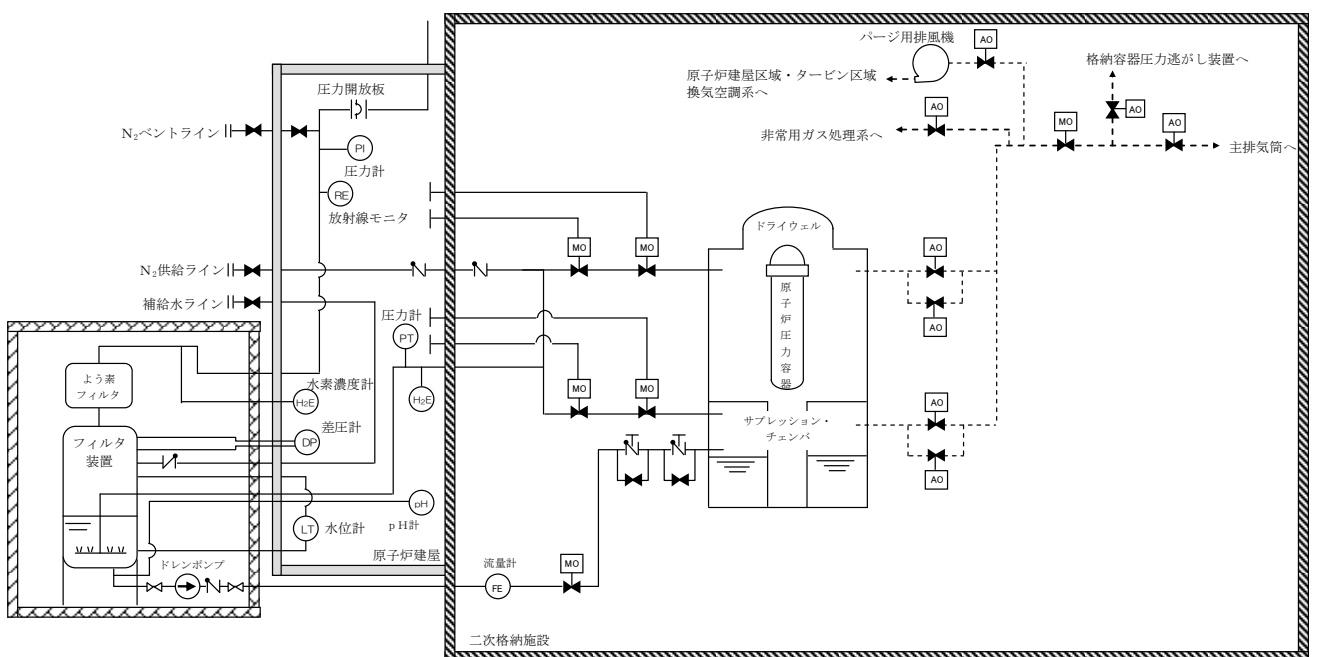 パージ用排風機
AO
格納容器圧力逃がし装置へ
原子炉建屋区域・タービン区域
換気空調系へ
圧力開放板
AO
AO
MO
AO
N₂ベントライン
非常用ガス処理系へ
主排気筒へ
PI
圧力計
RE
放射線モニタ
ドライウェル
MO
MO
AO
N₂供給ライン
原子炉圧力容器
補給水ライン
圧力計
AO
PT
よう素
フィルタ
水素濃度計
H2E
H2E
MO
MO
AO
フィルタ
装置
差圧計
DP
サプレッション・
チェンバ
AO
pH
LT
水位計
pH計
原子炉建屋
ドレンポンプ
流量計
MO
FE
二次格納施設